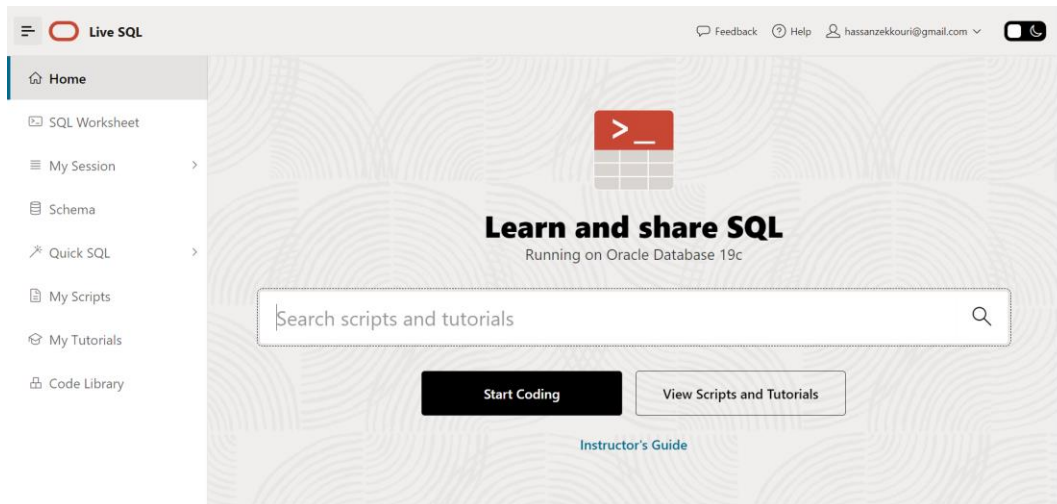 Live SQL
Feedback Help hassanzekkouri@gmail.com
Home
SQL Worksheet
My Session
Schema
Quick SQL
My Scripts
My Tutorials
Code Library
>_
Learn and share SQL
Running on Oracle Database 19c
Search scripts and tutorials
Start Coding View Scripts and Tutorials
Instructor's Guide